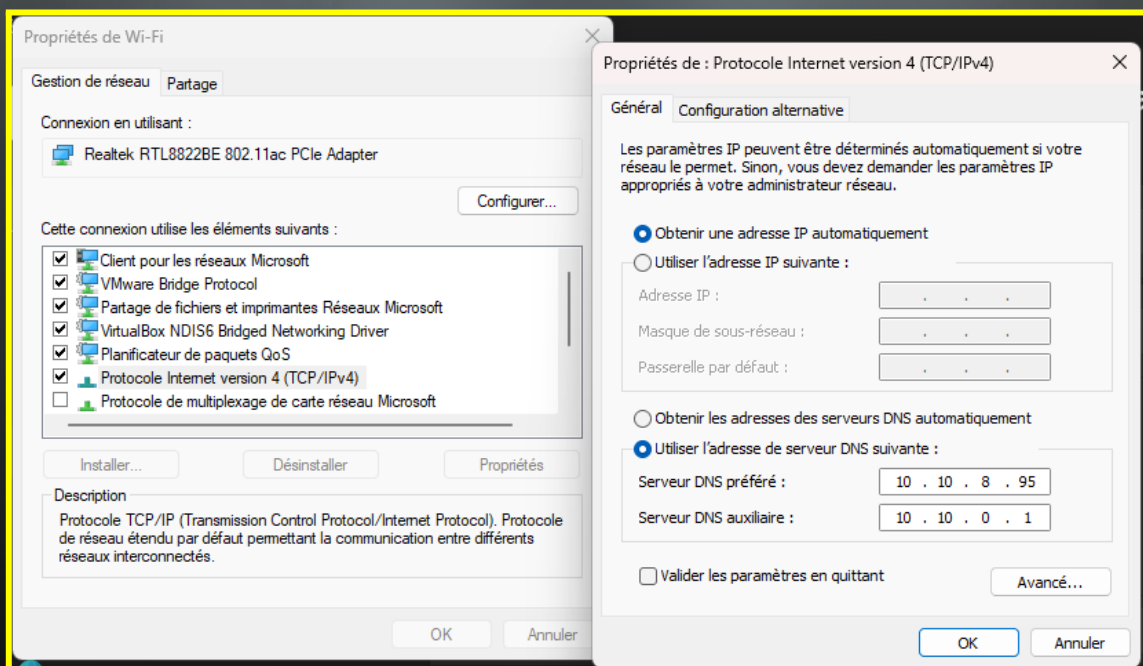 Propriétés de Wi-Fi
Gestion de réseau
Partage
Connexion en utilisant :
Realtek RTL8822BE 802.11ac PCIe Adapter
Configurer...
Cette connexion utilise les éléments suivants :
Client pour les réseaux Microsoft
VMware Bridge Protocol
Partage de fichiers et imprimantes Réseaux Microsoft
VirtualBox NDIS6 Bridged Networking Driver
Planificateur de paquets QoS
Protocole Internet version 4 (TCP/IPv4)
Protocole de multiplexage de carte réseau Microsoft
Installer...
Désinstaller
Propriétés
Description
Protocole TCP/IP (Transmission Control Protocol/Internet Protocol). Protocole
de réseau étendu par défaut permettant la communication entre différents
réseaux interconnectés.
OK
Annuler
Propriétés de : Protocole Internet version 4 (TCP/IPv4)
Général
Configuration alternative
Les paramètres IP peuvent être déterminés automatiquement si votre
réseau le permet. Sinon, vous devez demander les paramètres IP
appropriés à votre administrateur réseau.
Obtenir une adresse IP automatiquement
Utiliser l'adresse IP suivante :
Adresse IP :
. . .
Masque de sous-réseau :
. . .
Passerelle par défaut :
. . .
Obtenir les adresses des serveurs DNS automatiquement
Utiliser l'adresse de serveur DNS suivante :
Serveur DNS préféré :
10 . 10 . 8 . 95
Serveur DNS auxiliaire :
10 . 10 . 0 . 1
Valider les paramètres en quittant
Avancé...
OK
Annuler